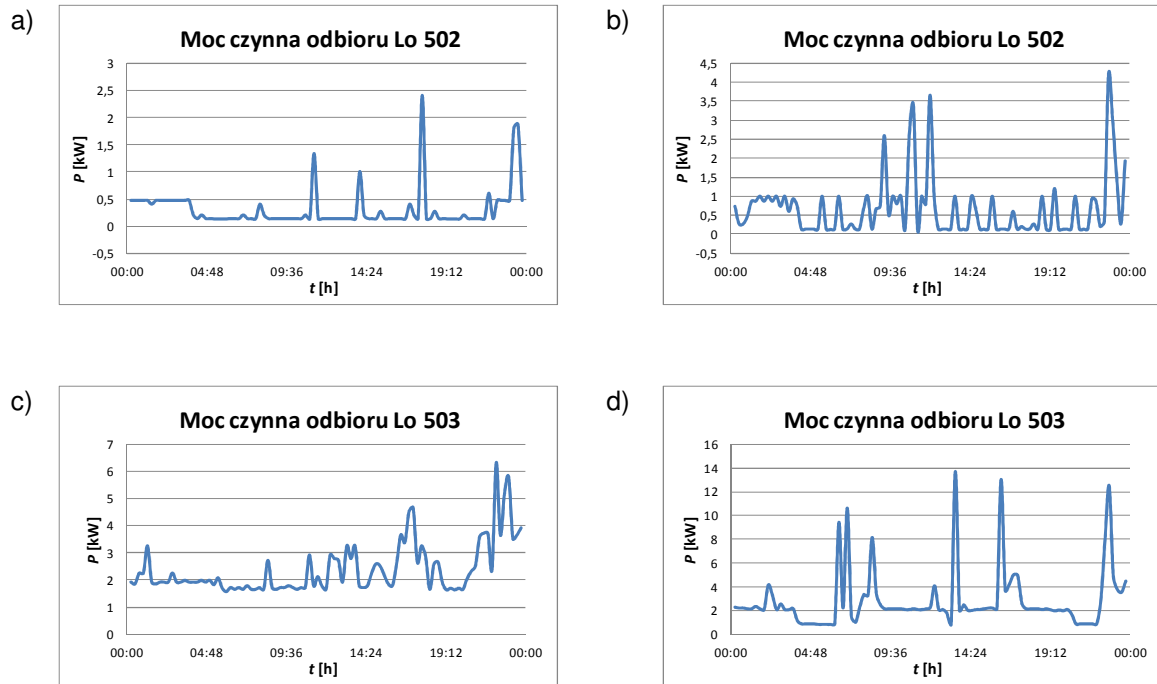 a)
Moc czynna odbioru Lo 502
3
2,5
2
1,5
1
0,5
0
-0,5
P [kW]
00:00 04:48 09:36 14:24 19:12 00:00
t [h]
b)
Moc czynna odbioru Lo 502
4,5
4
3,5
3
2,5
2
1,5
1
0,5
0
-0,5
P [kW]
00:00 04:48 09:36 14:24 19:12 00:00
t [h]
c)
Moc czynna odbioru Lo 503
7
6
5
4
3
2
1
0
P [kW]
00:00 04:48 09:36 14:24 19:12 00:00
t [h]
d)
Moc czynna odbioru Lo 503
16
14
12
10
8
6
4
2
0
P [kW]
00:00 04:48 09:36 14:24 19:12 00:00
t [h]